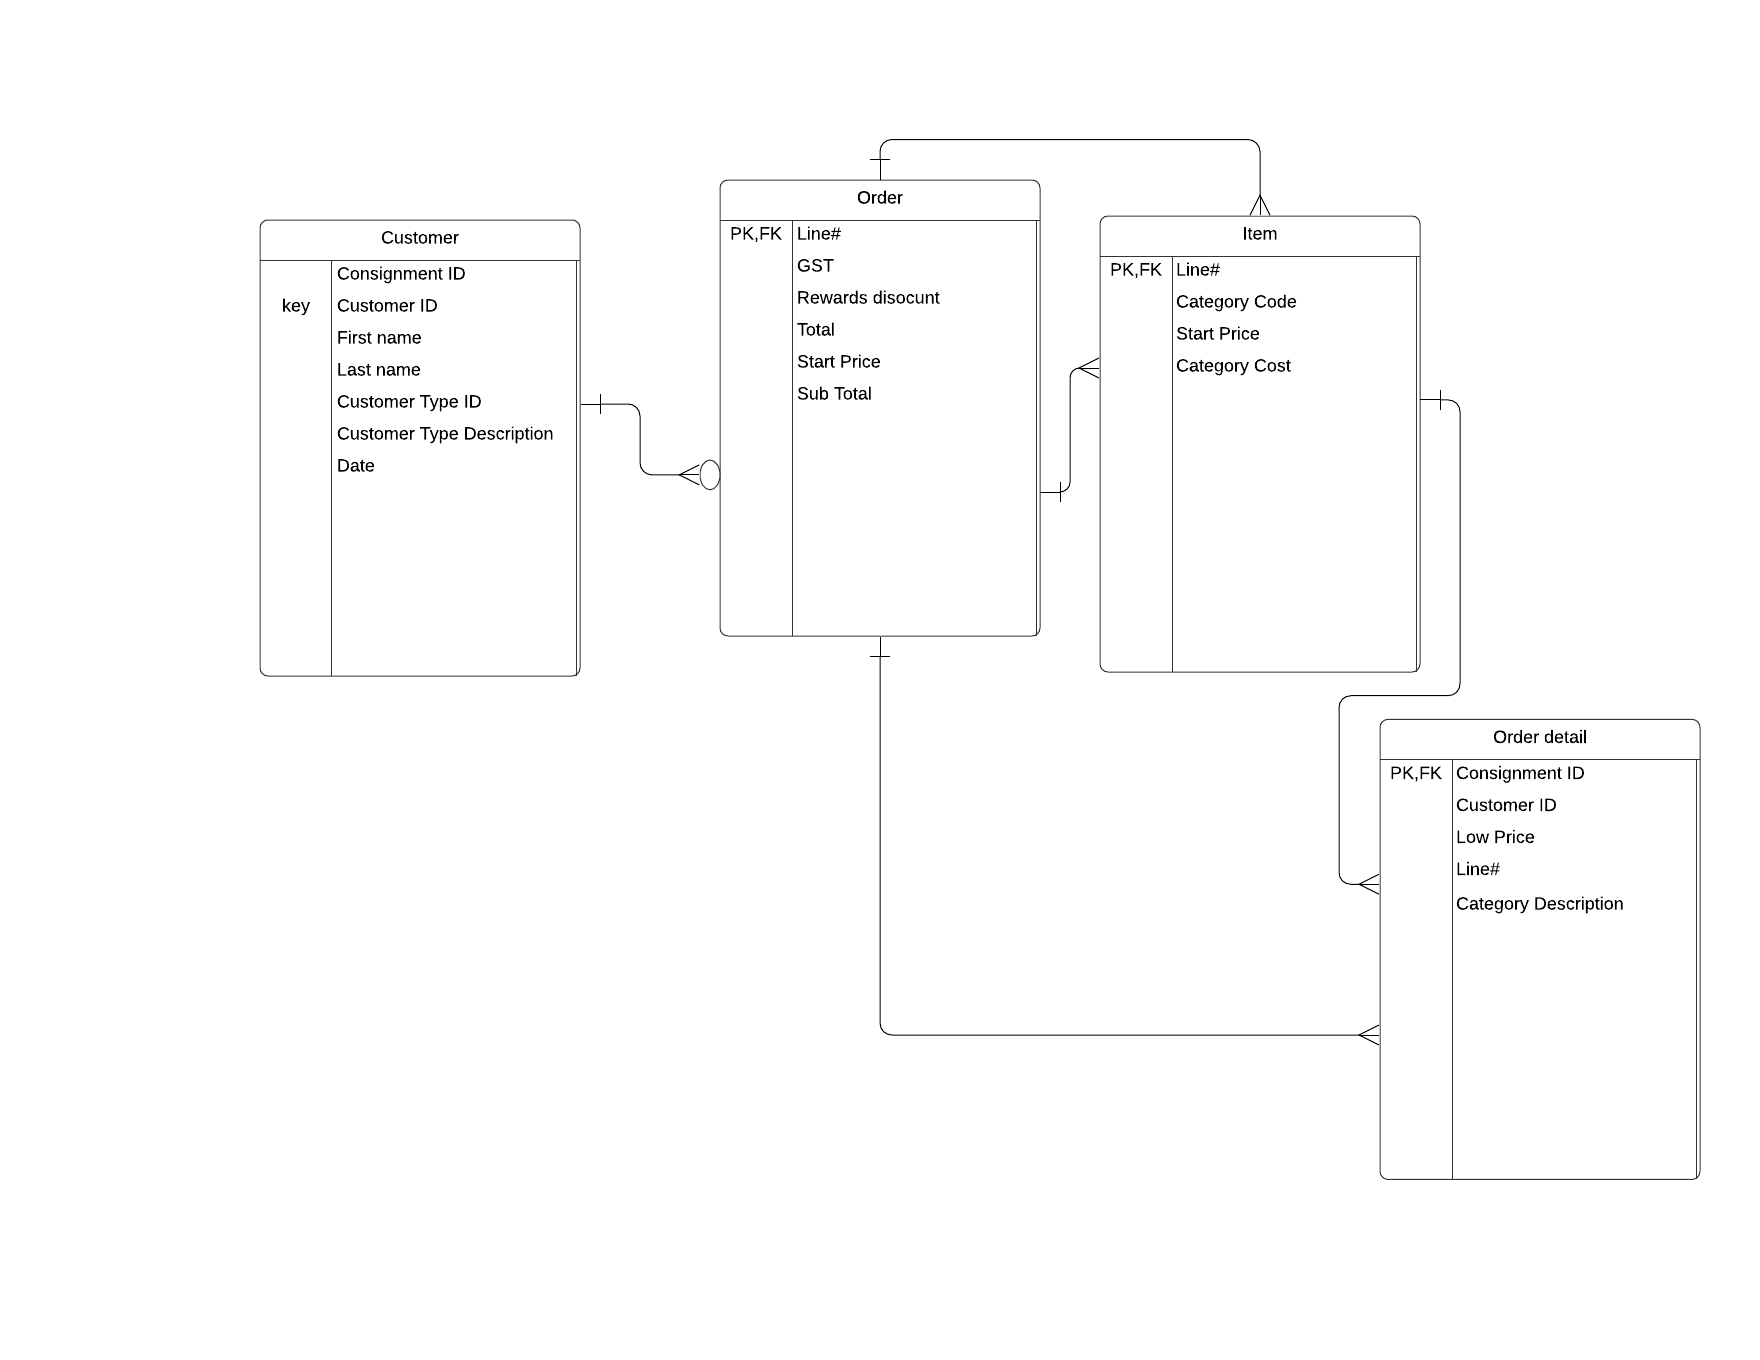 Customer
Consignment ID
key Customer ID
First name
Last name
Customer Type ID
Customer Type Description
Date
Order
PK,FK Line#
GST
Rewards disocunt
Total
Start Price
Sub Total
Item
PK,FK Line#
Category Code
Start Price
Category Cost
Order detail
PK,FK Consignment ID
Customer ID
Low Price
Line#
Category Description